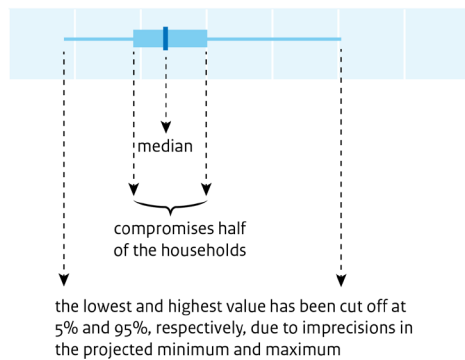 median
compromises half
of the households
the lowest and highest value has been cut off at
5% and 95%, respectively, due to imprecisions in
the projected minimum and maximum